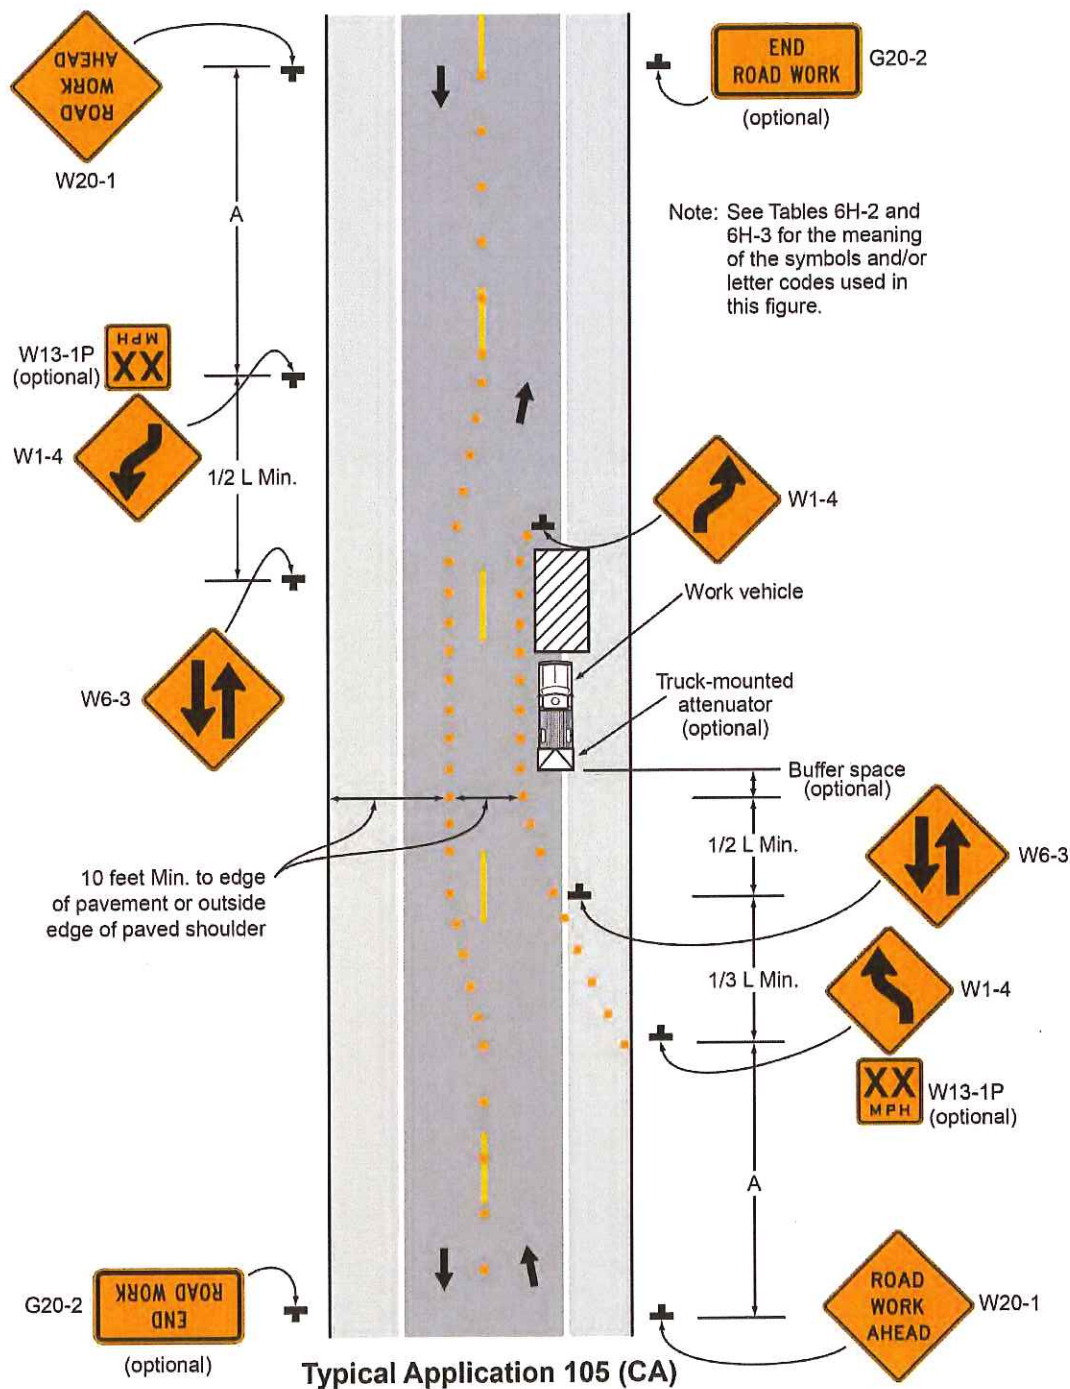 ROAD
WORK
AHEAD
W20-1
A
END
ROAD WORK
G20-2
(optional)
Note: See Tables 6H-2 and
6H-3 for the meaning
of the symbols and/or
letter codes used in
this figure.
W13-1P
(optional)
XX
MPH
W1-4
1/2 L Min.
W1-4
Work vehicle
W6-3
Truck-mounted
attenuator
(optional)
Buffer space
(optional)
1/2 L Min.
W6-3
10 feet Min. to edge
of pavement or outside
edge of paved shoulder
1/3 L Min.
W1-4
XX
MPH
W13-1P
(optional)
A
G20-2
END
ROAD WORK
(optional)
ROAD
WORK
AHEAD
W20-1
Typical Application 105 (CA)